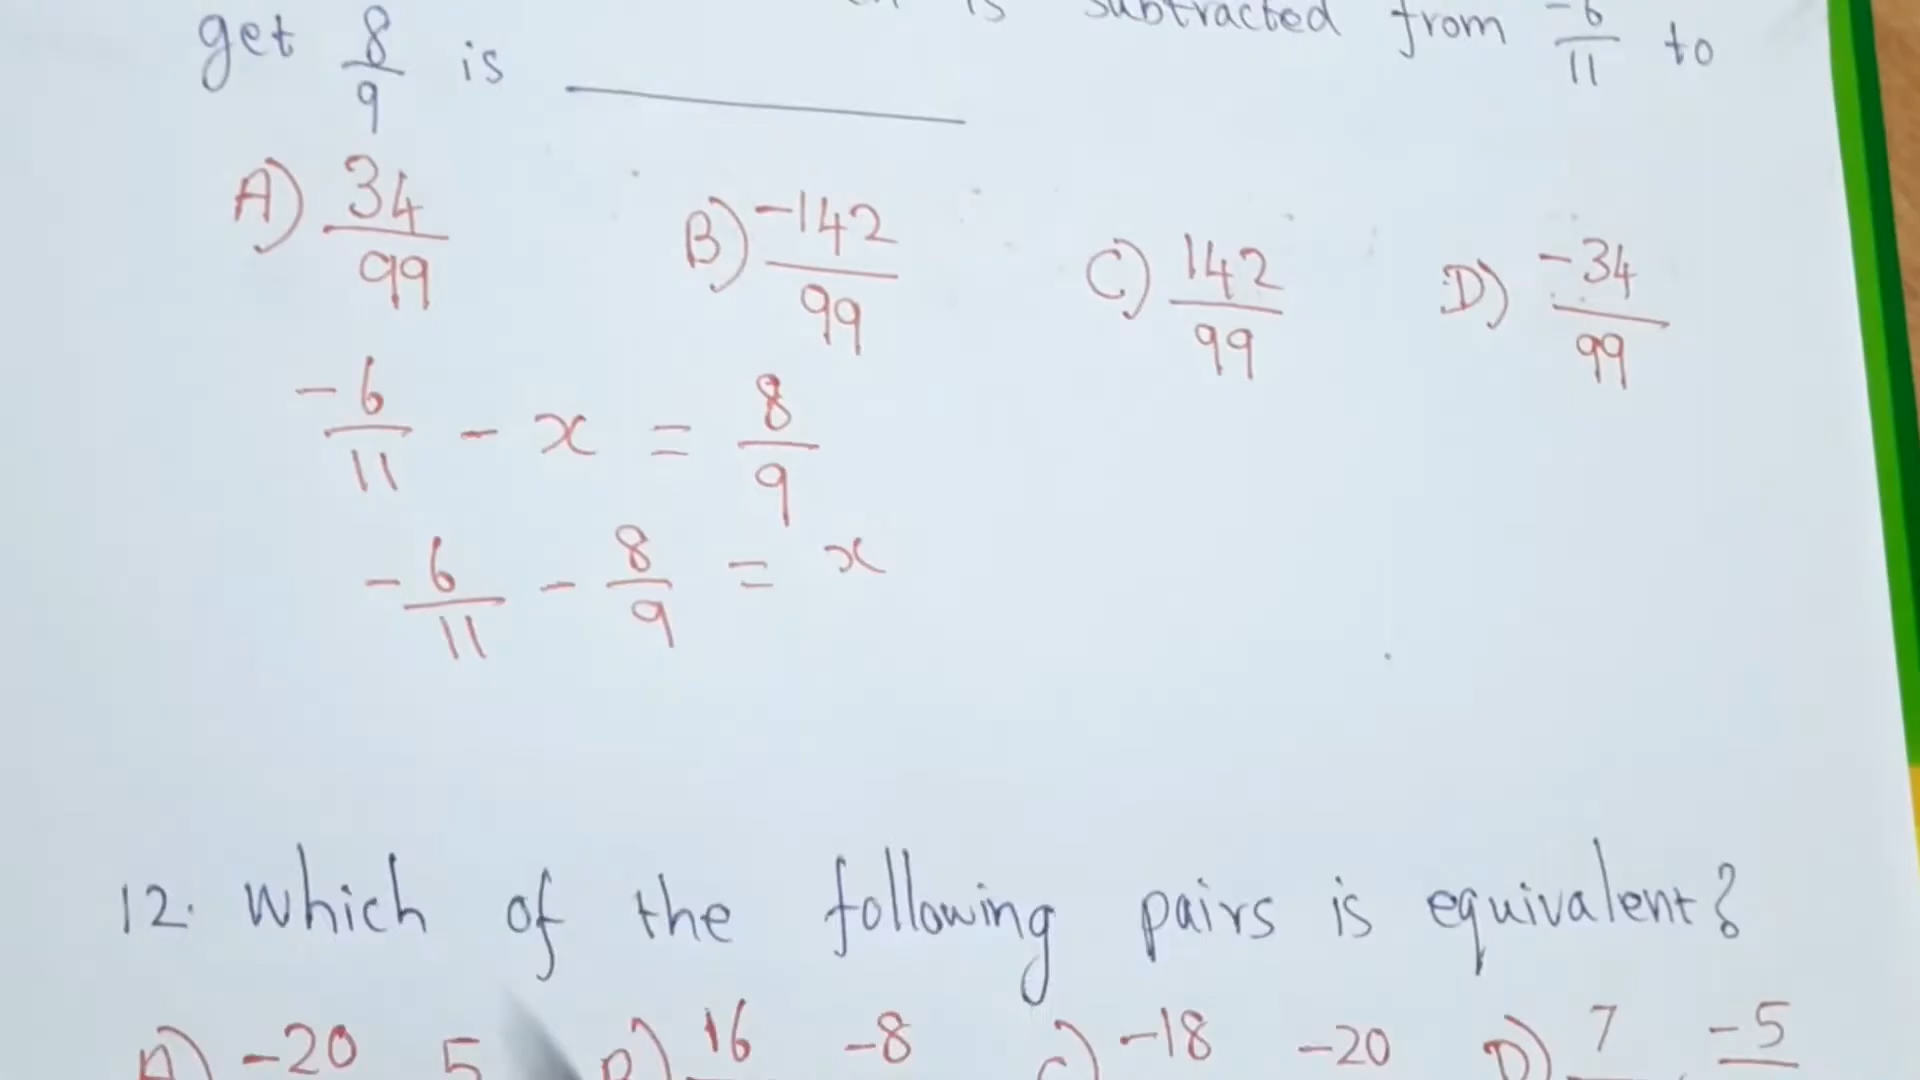 is subtracted from -6/11 to
get 8/9 is ________
A) 34/99 B) -142/99 C) 142/99 D) -34/99
-6/11 - x = 8/9
-6/11 - 8/9 = x
12. Which of the following pairs is equivalent?
A) -20 5 B) 16 -8 C) -18 -20 D) 7 -5